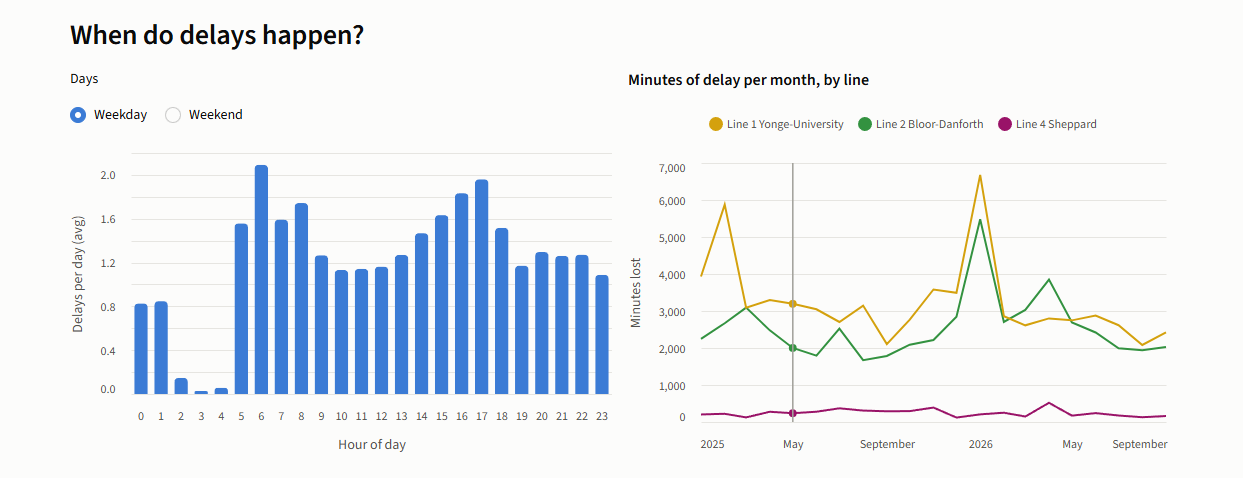 When do delays happen?
Days
Weekday Weekend
Delays per day (avg)
2.0
1.6
1.2
0.8
0.4
0.0
0 1 2 3 4 5 6 7 8 9 10 11 12 13 14 15 16 17 18 19 20 21 22 23
Hour of day
Minutes of delay per month, by line
Line 1 Yonge-University Line 2 Bloor-Danforth Line 4 Sheppard
Minutes lost
7,000
6,000
5,000
4,000
3,000
2,000
1,000
0
2025 May September 2026 May September